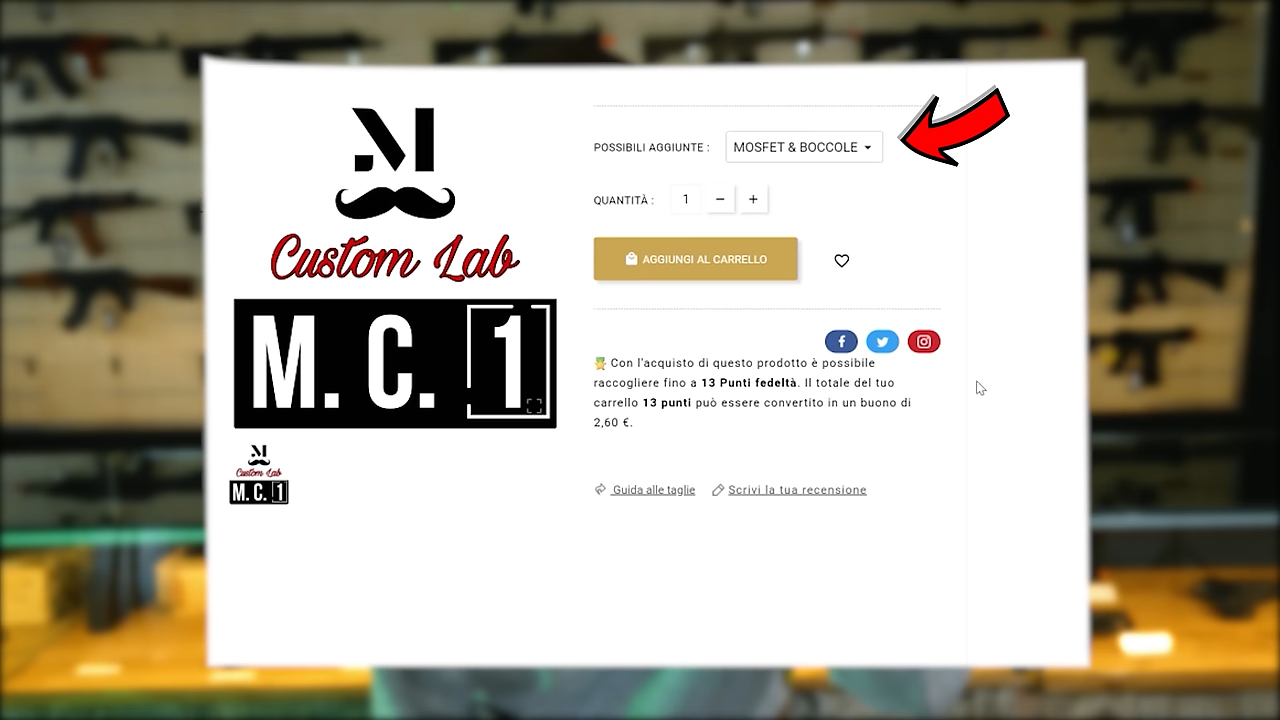 M
Custom Lab
M. C. 1
M
Custom Lab
M. C. 1
POSSIBILI AGGIUNTE :
MOSFET & BOCCOLE
QUANTITÀ :
1 − +
AGGIUNGI AL CARRELLO
Con l'acquisto di questo prodotto è possibile
raccogliere fino a 13 Punti fedeltà. Il totale del tuo
carrello 13 punti può essere convertito in un buono di
2,60 €.
Guida alle taglie
Scrivi la tua recensione